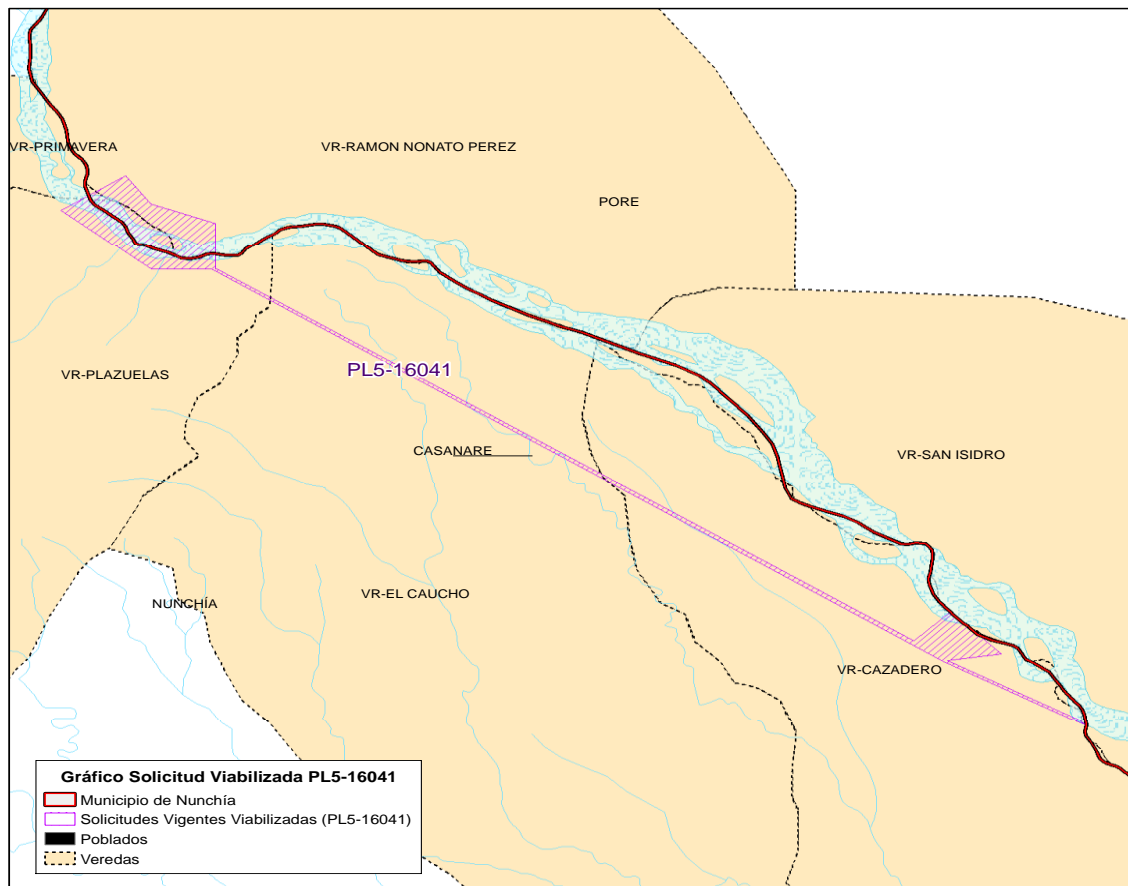 VR-PRIMAVERA
VR-RAMON NONATO PEREZ
PORE
VR-PLAZUELAS
PL5-16041
CASANARE
VR-SAN ISIDRO
VR-EL CAUCHO
NUNCHÍA
VR-CAZADERO
Gráfico Solicitud Viabilizada PL5-16041
Municipio de Nunchía
Solicitudes Vigentes Viabilizadas (PL5-16041)
Poblados
Veredas